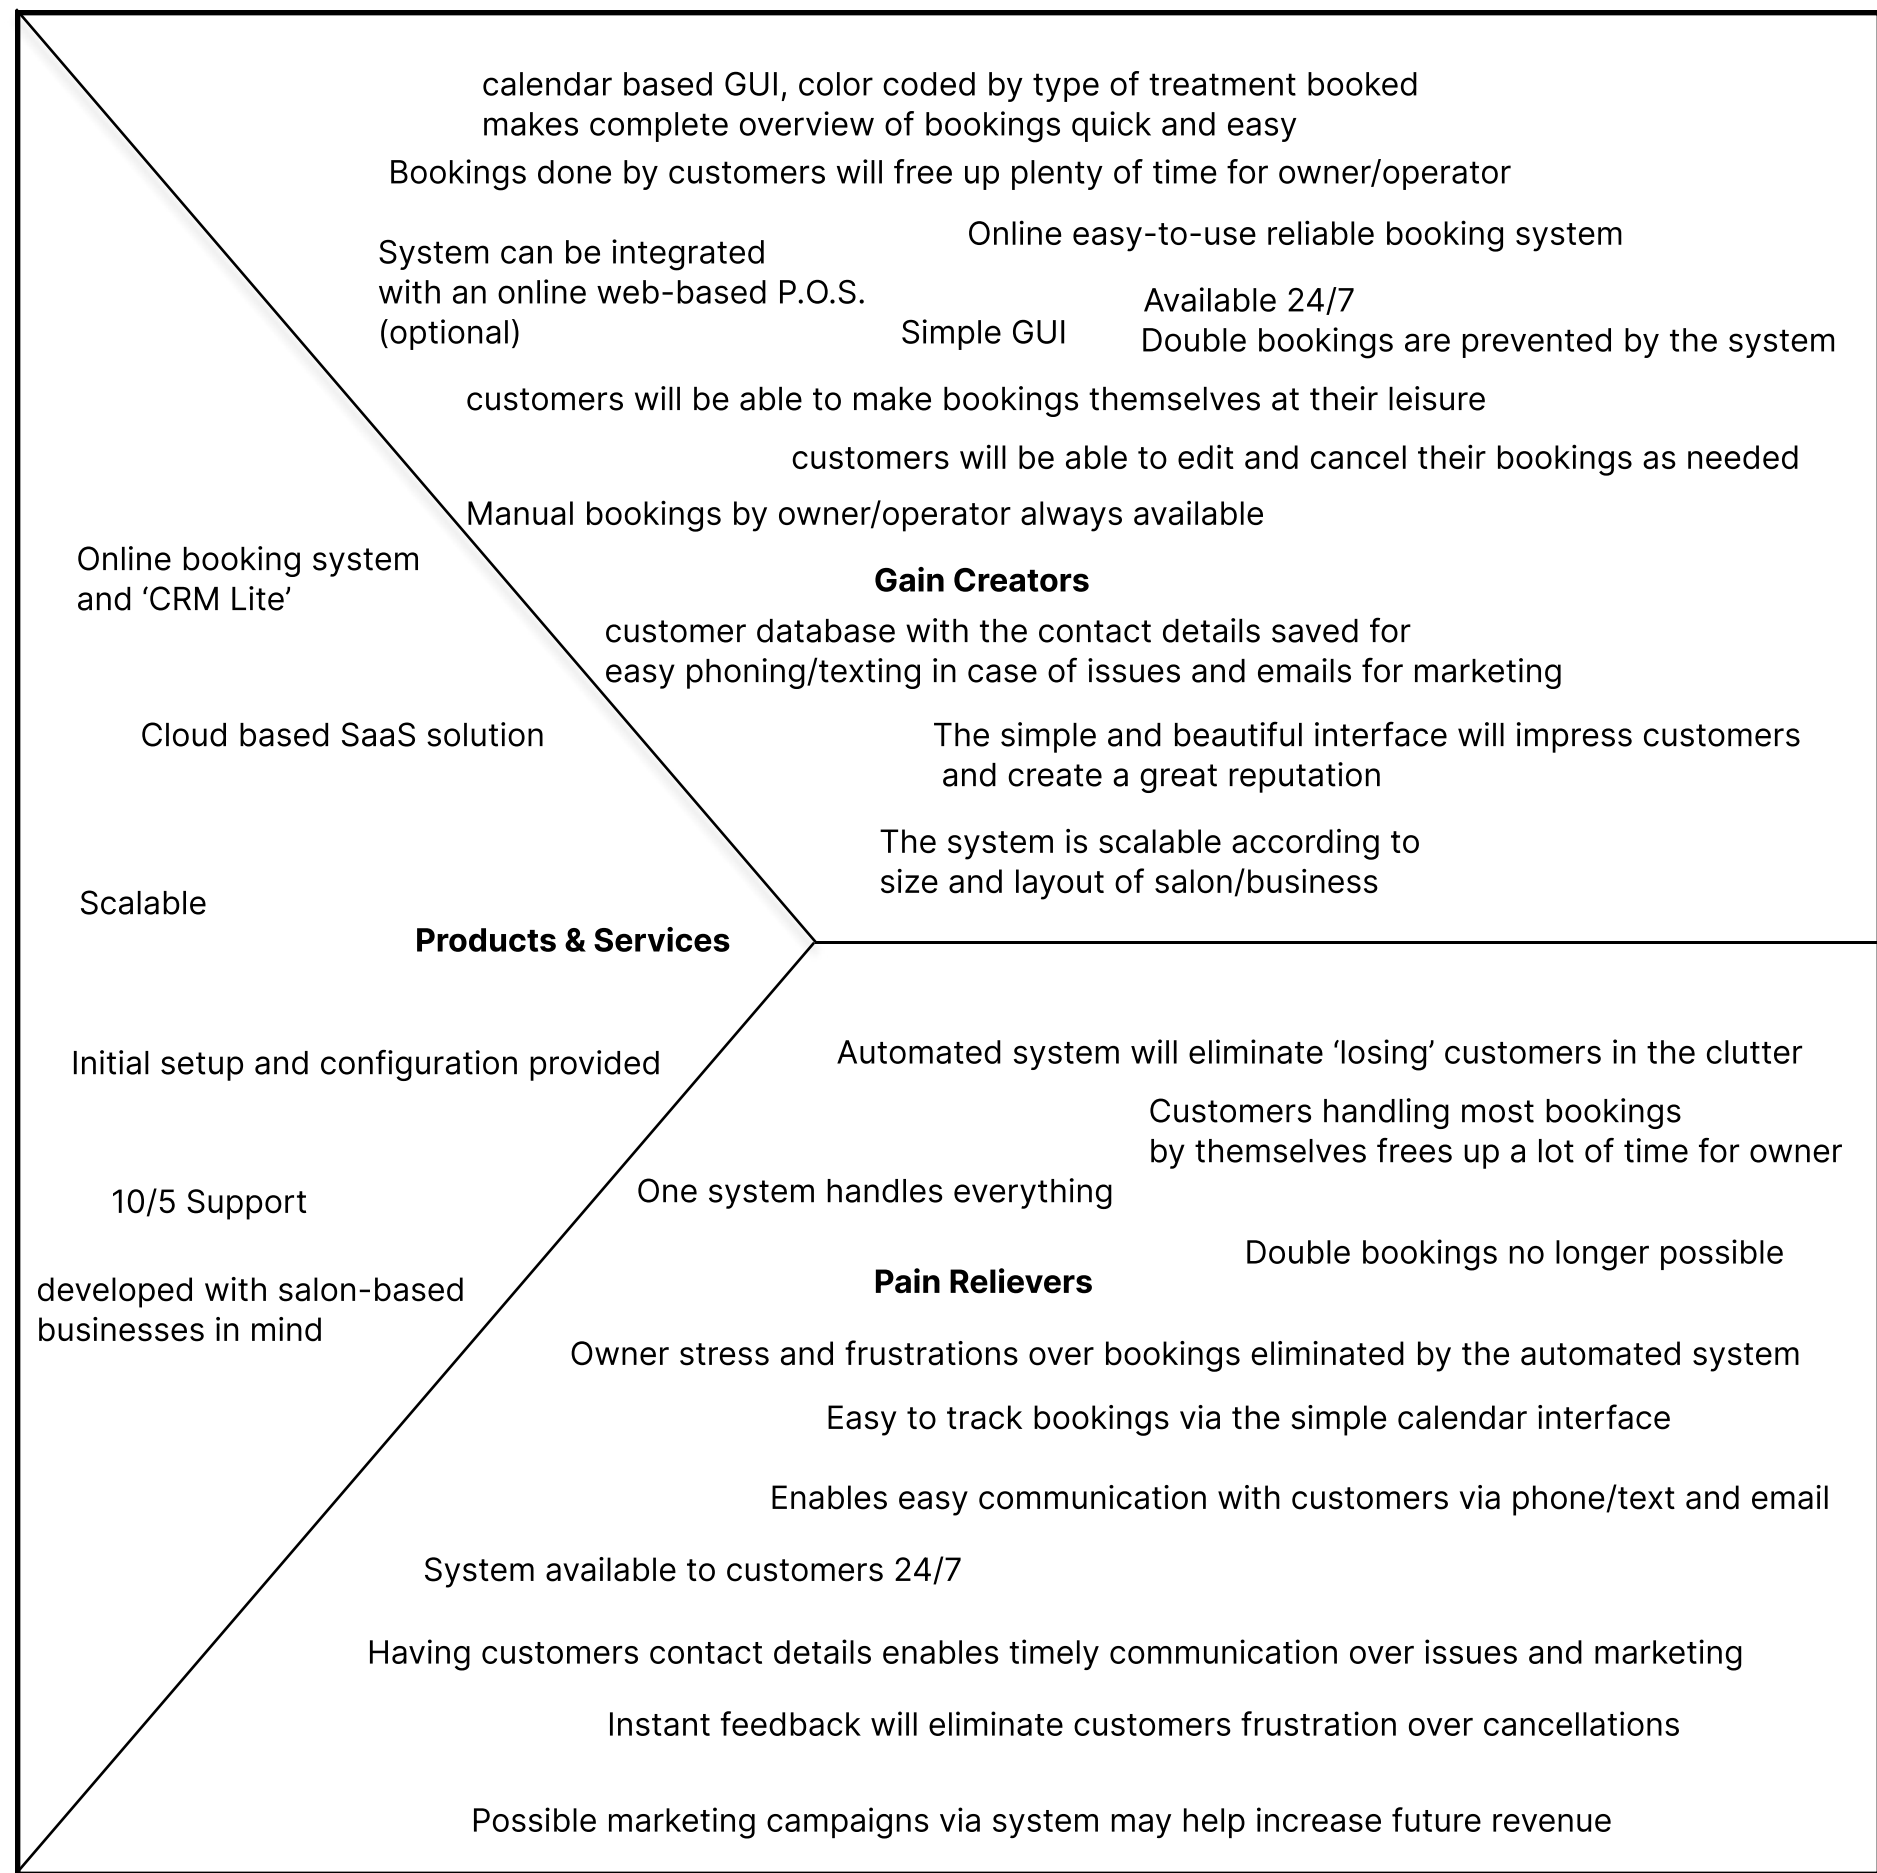 calendar based GUI, color coded by type of treatment booked
makes complete overview of bookings quick and easy
Bookings done by customers will free up plenty of time for owner/operator
Online easy-to-use reliable booking system
System can be integrated
with an online web-based P.O.S.
(optional)
Simple GUI
Available 24/7
Double bookings are prevented by the system
customers will be able to make bookings themselves at their leisure
customers will be able to edit and cancel their bookings as needed
Manual bookings by owner/operator always available
Gain Creators
customer database with the contact details saved for
easy phoning/texting in case of issues and emails for marketing
The simple and beautiful interface will impress customers
and create a great reputation
The system is scalable according to
size and layout of salon/business
Online booking system
and ‘CRM Lite’
Cloud based SaaS solution
Scalable
Products & Services
Initial setup and configuration provided
10/5 Support
developed with salon-based
businesses in mind
Automated system will eliminate ‘losing’ customers in the clutter
Customers handling most bookings
by themselves frees up a lot of time for owner
One system handles everything
Double bookings no longer possible
Pain Relievers
Owner stress and frustrations over bookings eliminated by the automated system
Easy to track bookings via the simple calendar interface
Enables easy communication with customers via phone/text and email
System available to customers 24/7
Having customers contact details enables timely communication over issues and marketing
Instant feedback will eliminate customers frustration over cancellations
Possible marketing campaigns via system may help increase future revenue